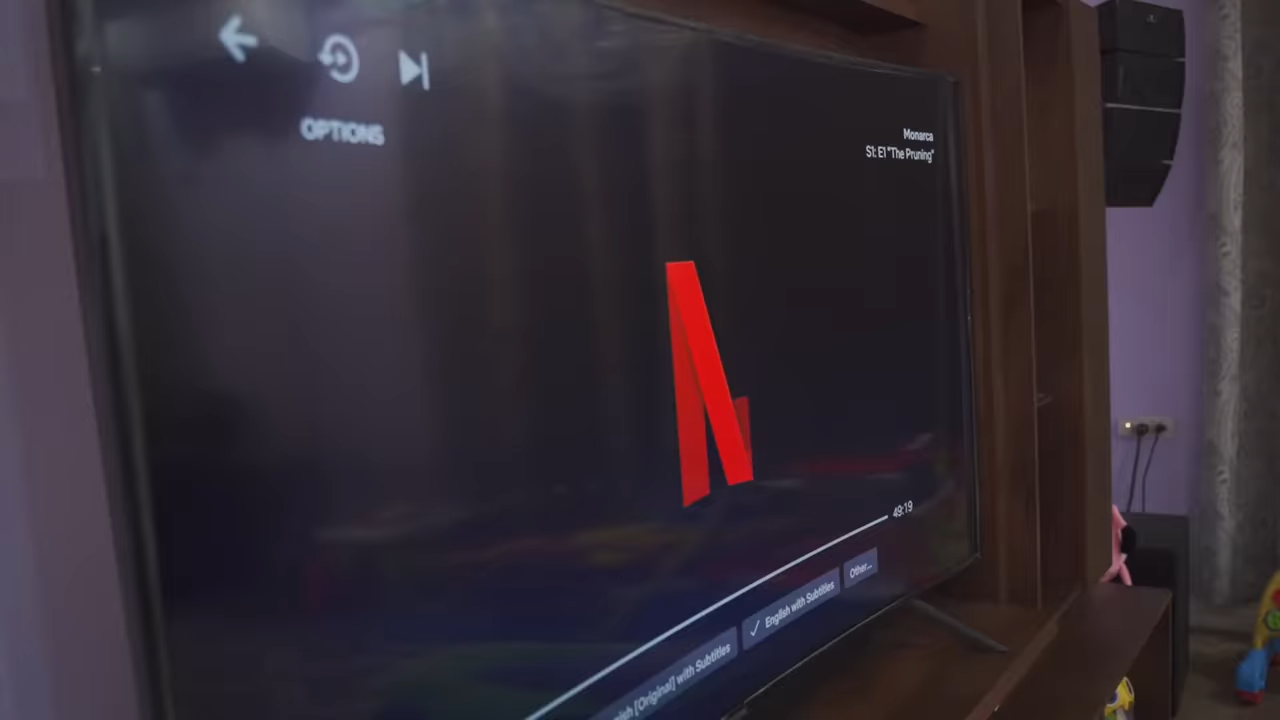 OPTIONS
Monarca
S1: E1 "The Pruning"
49:19
Other...
English with Subtitles
[Original] with Subtitles